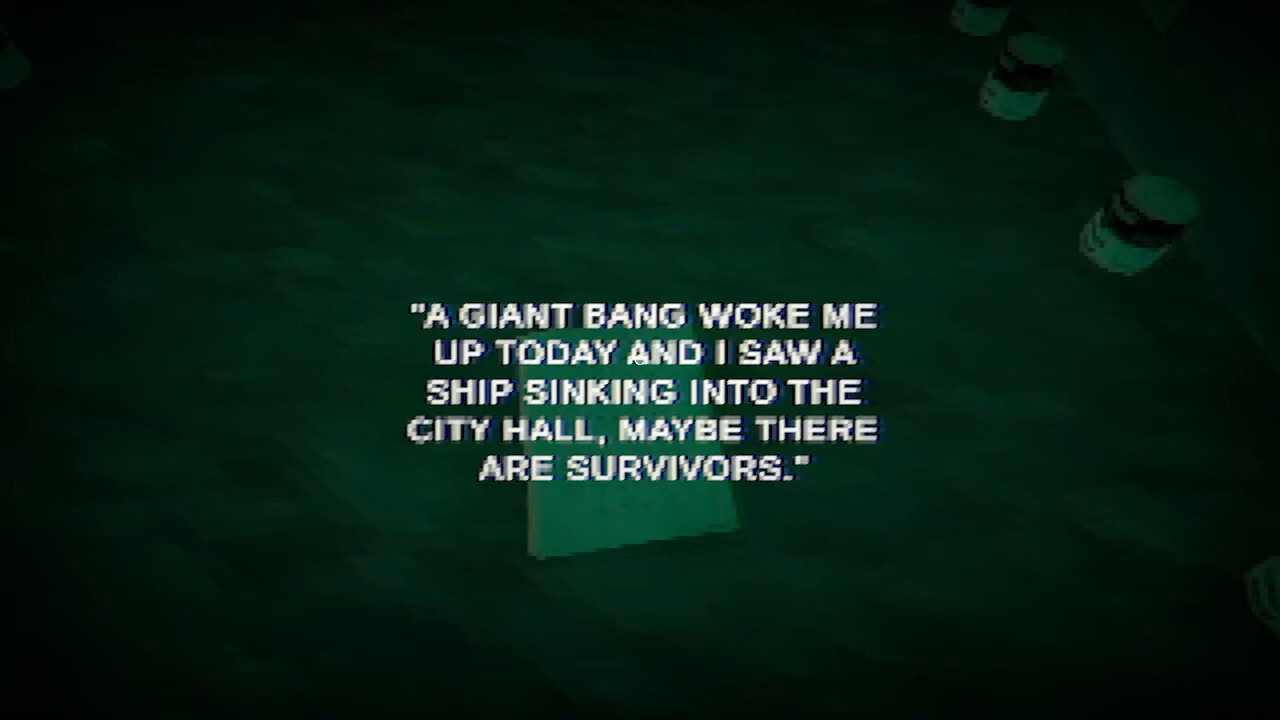 "A GIANT BANG WOKE ME
UP TODAY AND I SAW A
SHIP SINKING INTO THE
CITY HALL, MAYBE THERE
ARE SURVIVORS."